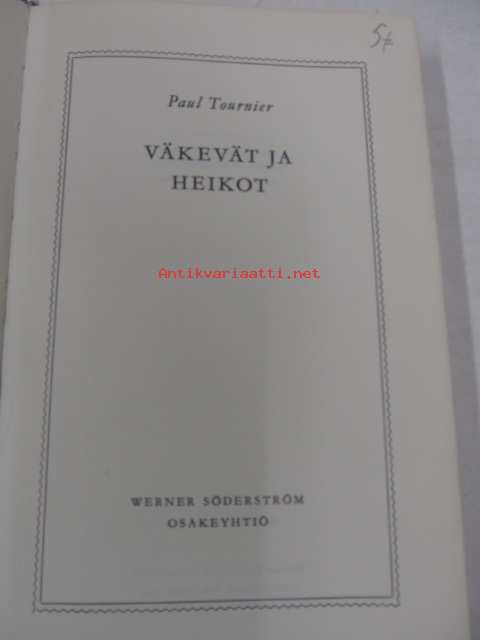 Paul Tournier
VÄKEVÄT JA
HEIKOT
Antikvariaatti.net
WERNER SÖDERSTRÖM
OSAKEYHTIÖ